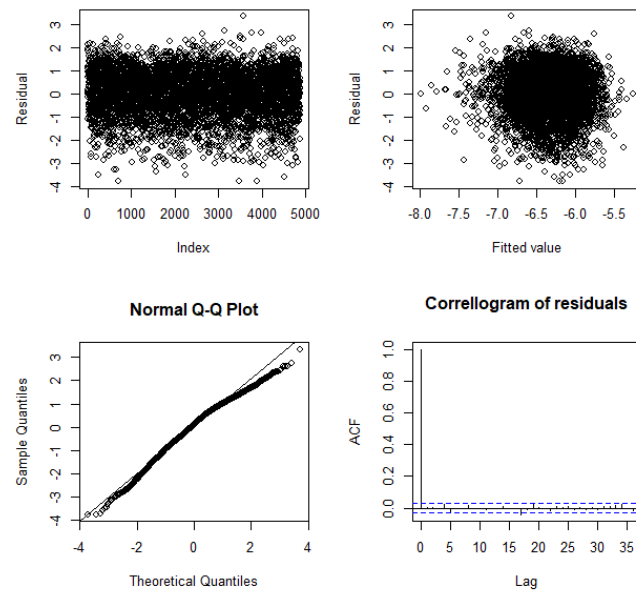 Residual
3
2
1
0
-1
-2
-3
-4
0 1000 2000 3000 4000 5000
Index
Residual
3
2
1
0
-1
-2
-3
-4
-8.0 -7.5 -7.0 -6.5 -6.0 -5.5
Fitted value
Normal Q-Q Plot
Sample Quantiles
3
2
1
0
-1
-2
-3
-4
-4 -2 0 2 4
Theoretical Quantiles
Correllogram of residuals
ACF
1.0
0.8
0.6
0.4
0.2
0.0
0 5 10 15 20 25 30 35
Lag